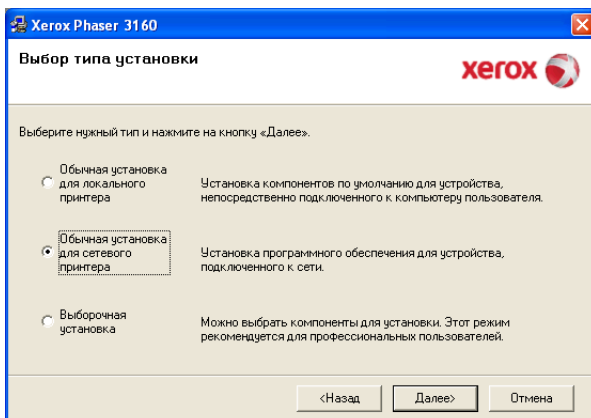 Xerox Phaser 3160
Выбор типа установки
xerox
Выберите нужный тип и нажмите на кнопку «Далее».
Обычная установка
для локального
принтера
Установка компонентов по умолчанию для устройства,
непосредственно подключенного к компьютеру пользователя.
Обычная установка
для сетевого
принтера
Установка программного обеспечения для устройства,
подключенного к сети.
Выборочная
установка
Можно выбрать компоненты для установки. Этот режим
рекомендуется для профессиональных пользователей.
<Назад
Далее>
Отмена